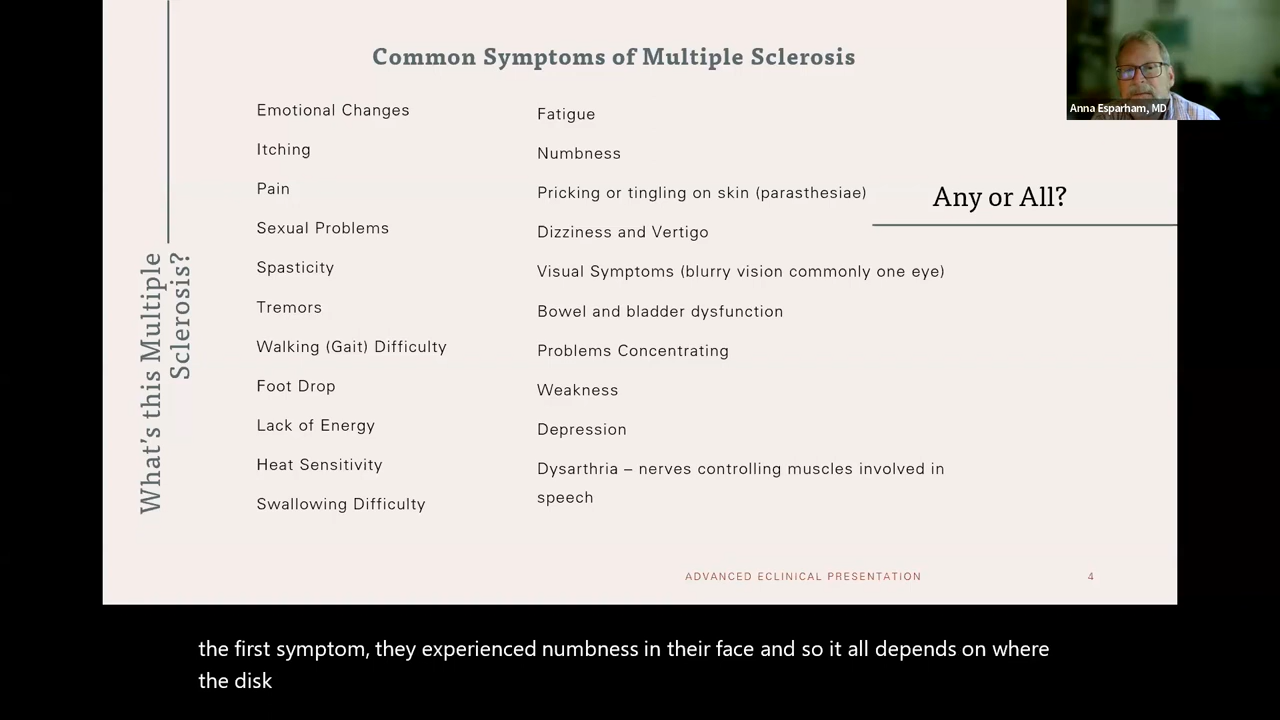 Common Symptoms of Multiple Sclerosis
Anna Esparham, MD
What's this Multiple
Sclerosis?
Emotional Changes
Itching
Pain
Sexual Problems
Spasticity
Tremors
Walking (Gait) Difficulty
Foot Drop
Lack of Energy
Heat Sensitivity
Swallowing Difficulty
Fatigue
Numbness
Pricking or tingling on skin (parasthesiae)
Dizziness and Vertigo
Visual Symptoms (blurry vision commonly one eye)
Bowel and bladder dysfunction
Problems Concentrating
Weakness
Depression
Dysarthria – nerves controlling muscles involved in
speech
Any or All?
ADVANCED ECLINICAL PRESENTATION
4
the first symptom, they experienced numbness in their face and so it all depends on where
the disk